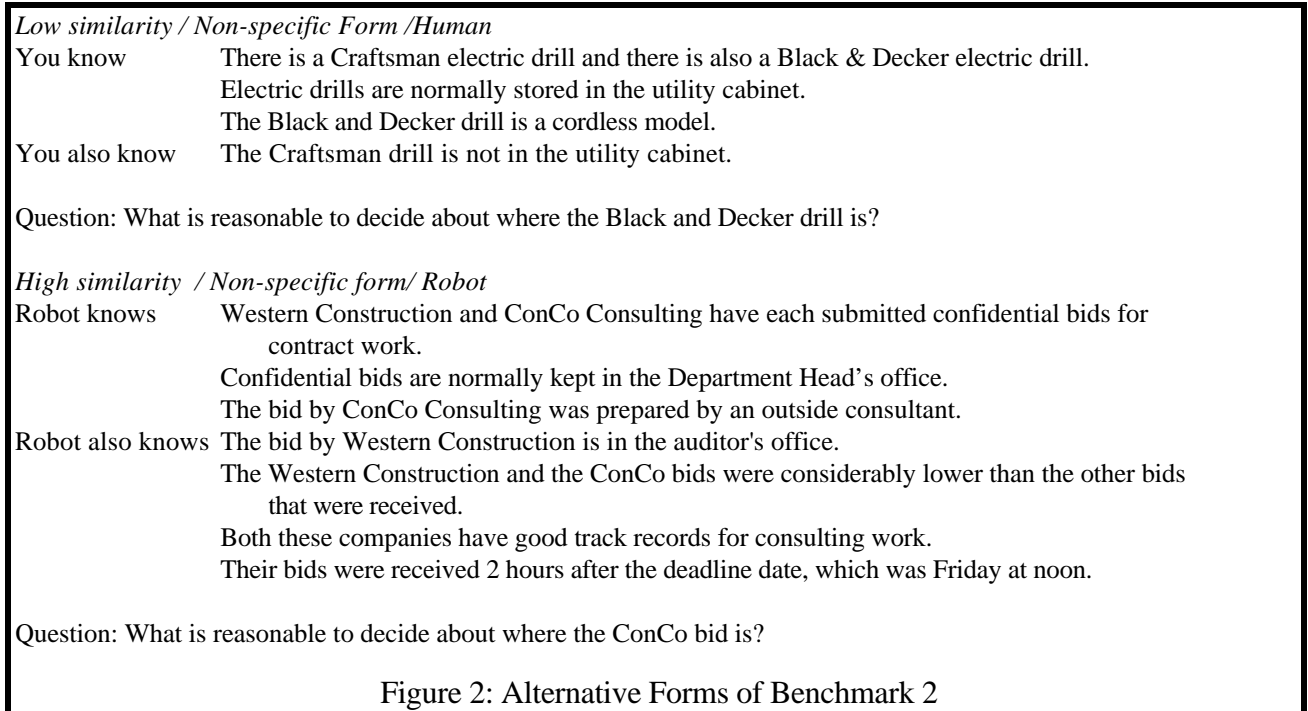 Low similarity / Non-specific Form /Human
You know There is a Craftsman electric drill and there is also a Black & Decker electric drill.
Electric drills are normally stored in the utility cabinet.
The Black and Decker drill is a cordless model.
You also know The Craftsman drill is not in the utility cabinet.
Question: What is reasonable to decide about where the Black and Decker drill is?
High similarity / Non-specific form/ Robot
Robot knows Western Construction and ConCo Consulting have each submitted confidential bids for
contract work.
Confidential bids are normally kept in the Department Head’s office.
The bid by ConCo Consulting was prepared by an outside consultant.
Robot also knows The bid by Western Construction is in the auditor's office.
The Western Construction and the ConCo bids were considerably lower than the other bids
that were received.
Both these companies have good track records for consulting work.
Their bids were received 2 hours after the deadline date, which was Friday at noon.
Question: What is reasonable to decide about where the ConCo bid is?
Figure 2: Alternative Forms of Benchmark 2